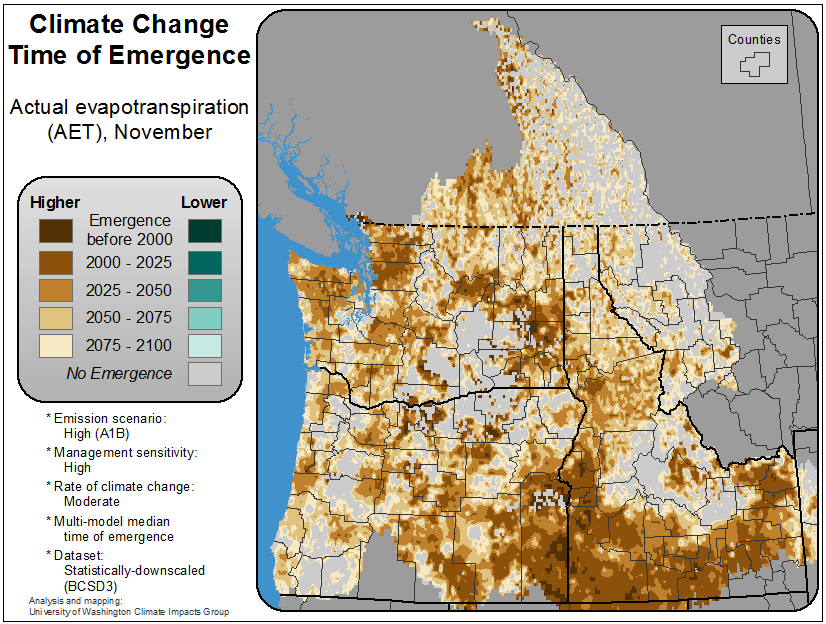 Climate Change
Time of Emergence
Actual evapotranspiration
(AET), November
Higher
Lower
Emergence
before 2000
2000 - 2025
2025 - 2050
2050 - 2075
2075 - 2100
No Emergence
* Emission scenario:
High (A1B)
* Management sensitivity:
High
* Rate of climate change:
Moderate
* Multi-model median
time of emergence
* Dataset:
Statistically-downscaled
(BCSD3)
Analysis and mapping:
University of Washington Climate Impacts Group
Counties